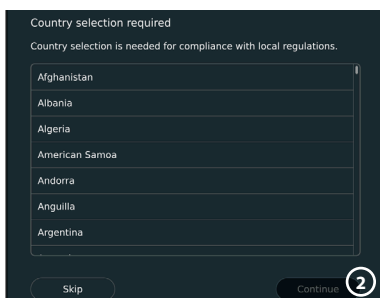 Country selection required
Country selection is needed for compliance with local regulations.
Afghanistan
Albania
Algeria
American Samoa
Andorra
Anguilla
Argentina
Skip
Continue
2